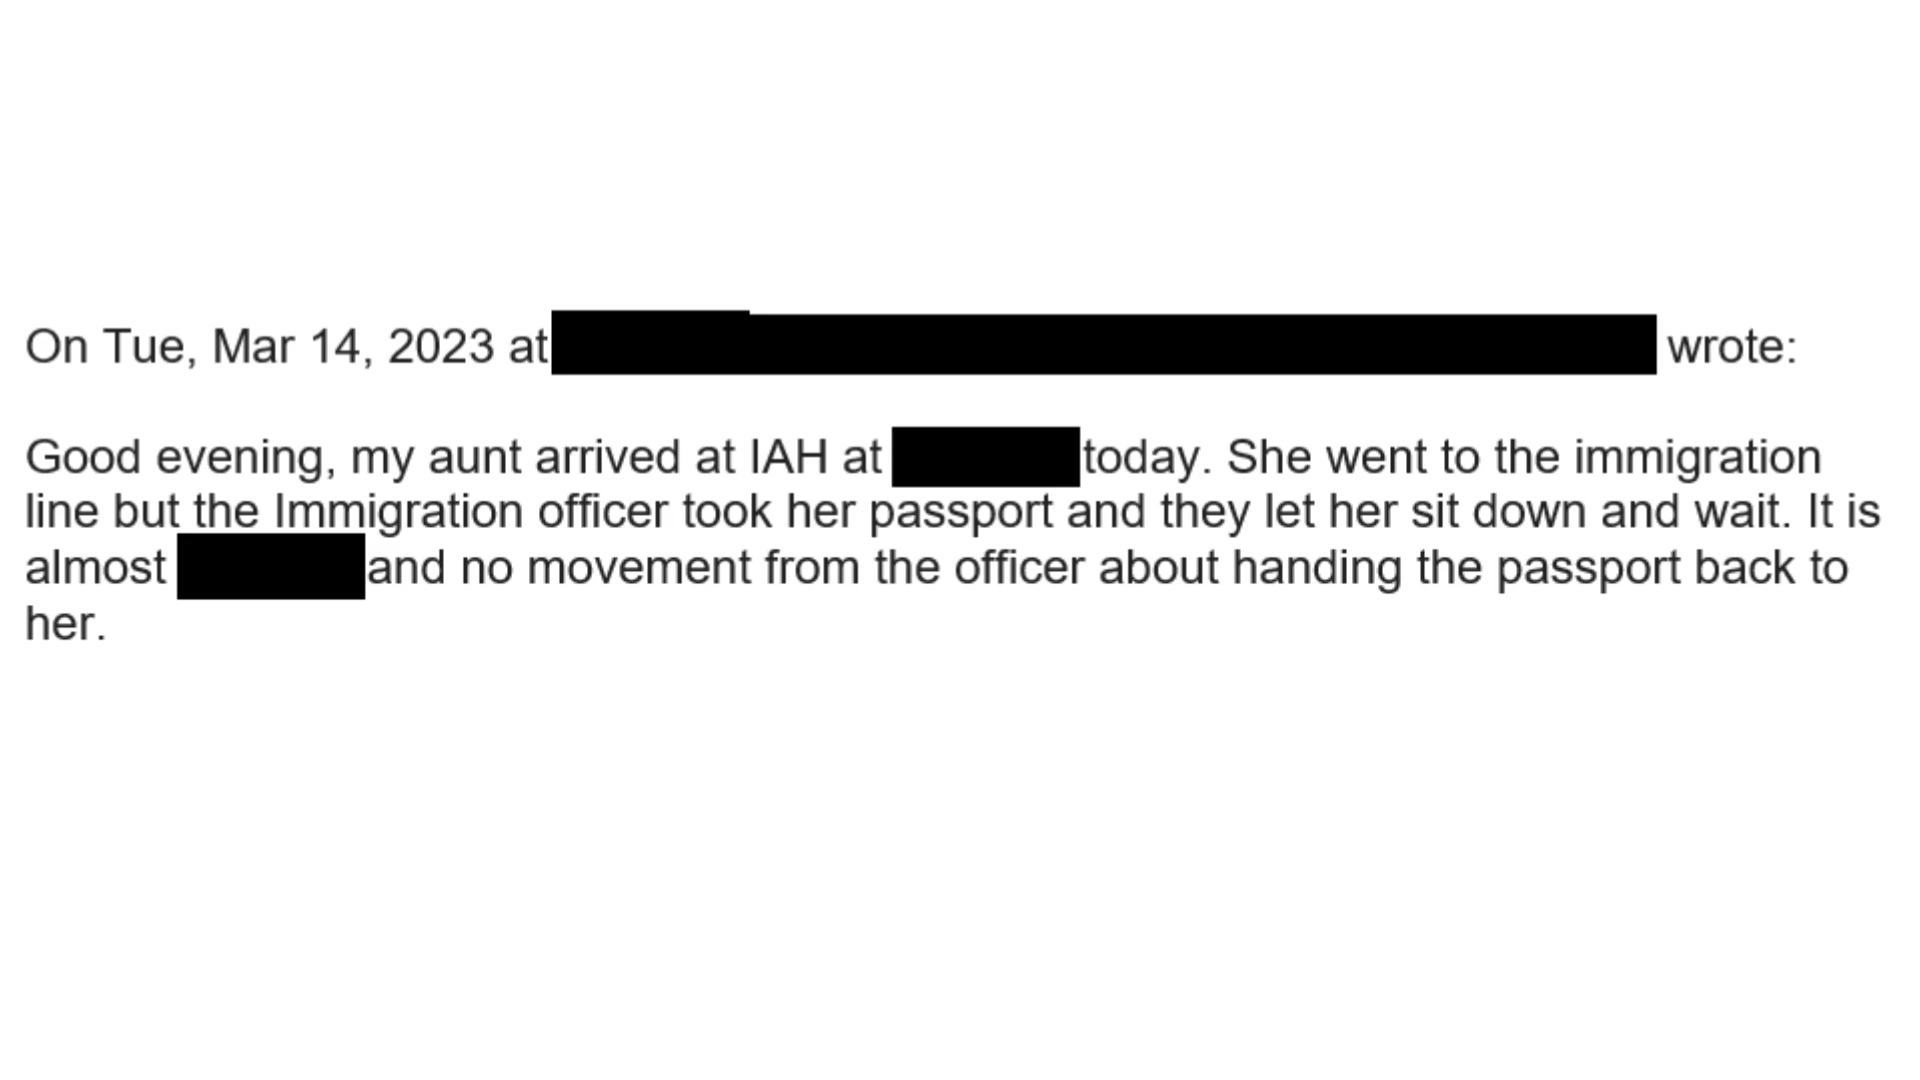 On Tue, Mar 14, 2023 at wrote:
Good evening, my aunt arrived at IAH at today. She went to the immigration
line but the Immigration officer took her passport and they let her sit down and wait. It is
almost and no movement from the officer about handing the passport back to
her.